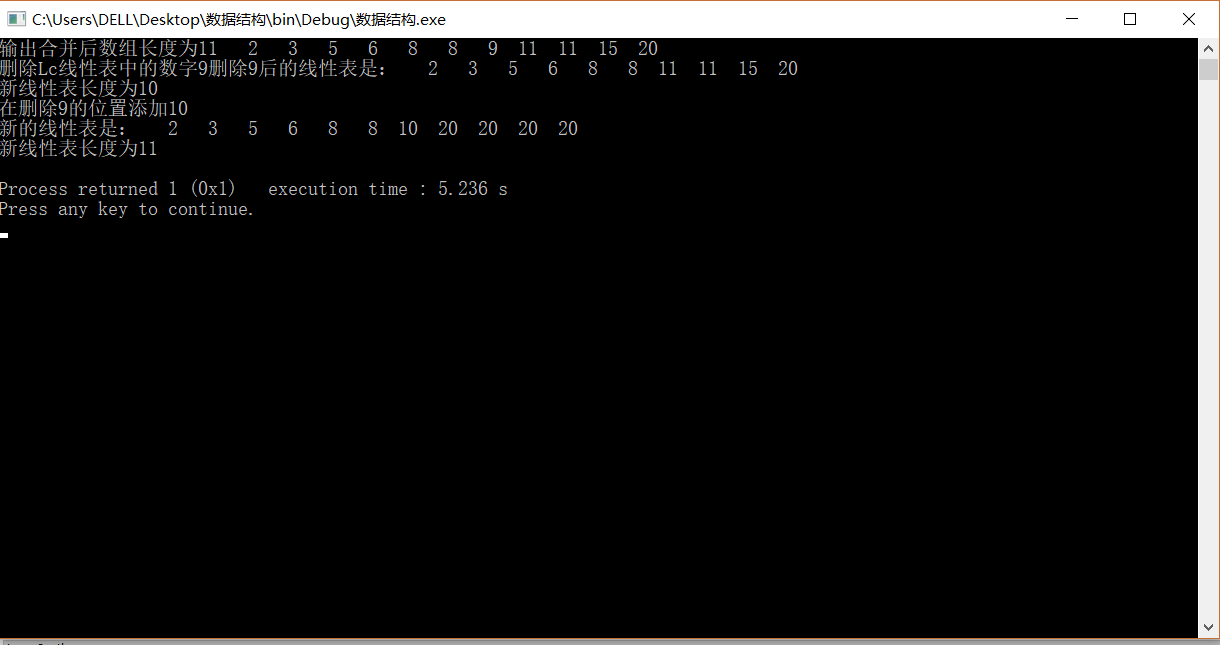 C:\Users\DELL\Desktop\数据结构\bin\Debug\数据结构.exe
输出合并后数组长度为11   2   3   5   6   8   8   9  11  11  15  20
删除Lc线性表中的数字9删除9后的线性表是：   2   3   5   6   8   8  11  11  15  20
新线性表长度为10
在删除9的位置添加10
新的线性表是：   2   3   5   6   8   8  10  20  20  20  20
新线性表长度为11
Process returned 1 (0x1)   execution time : 5.236 s
Press any key to continue.